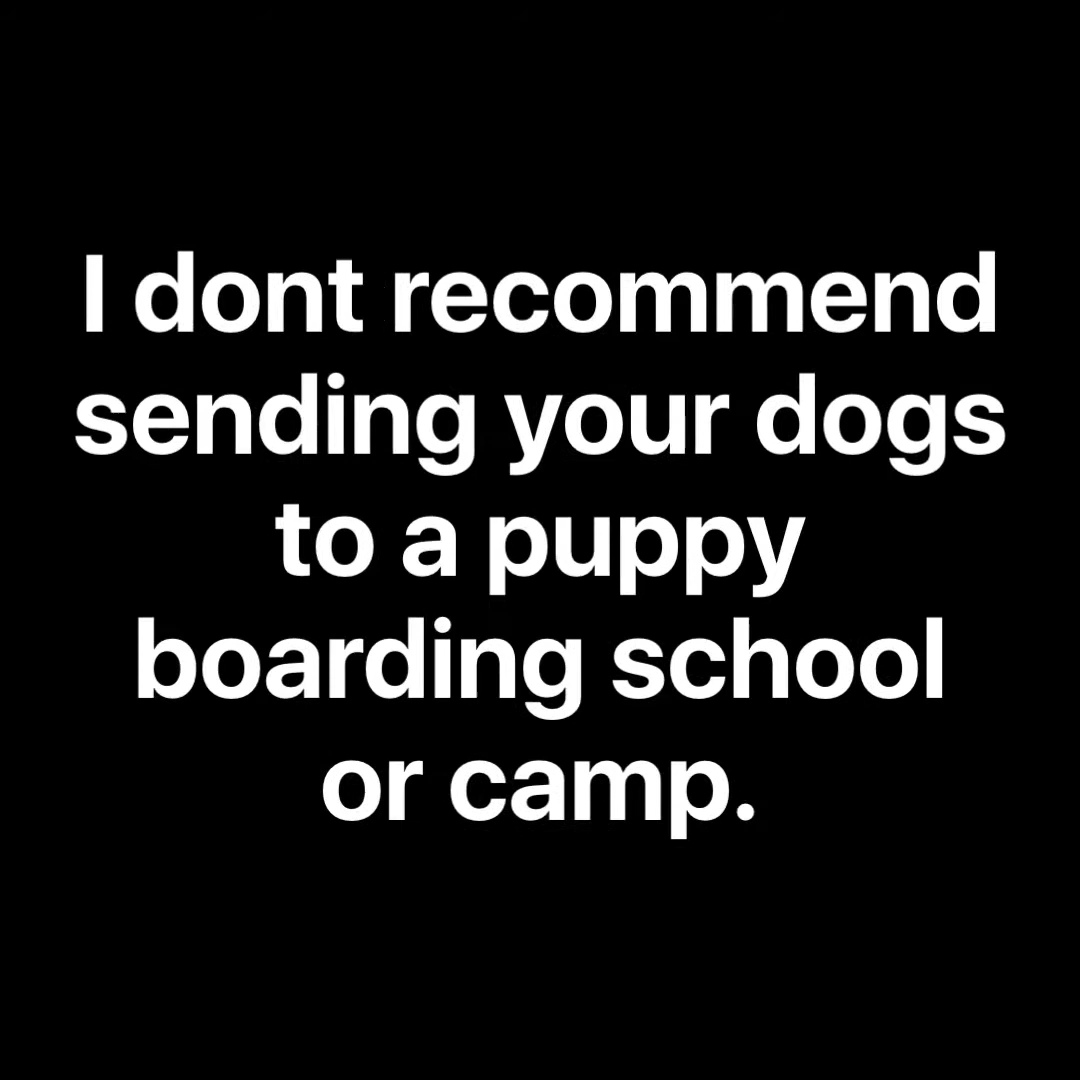 I dont recommend
sending your dogs
to a puppy
boarding school
or camp.